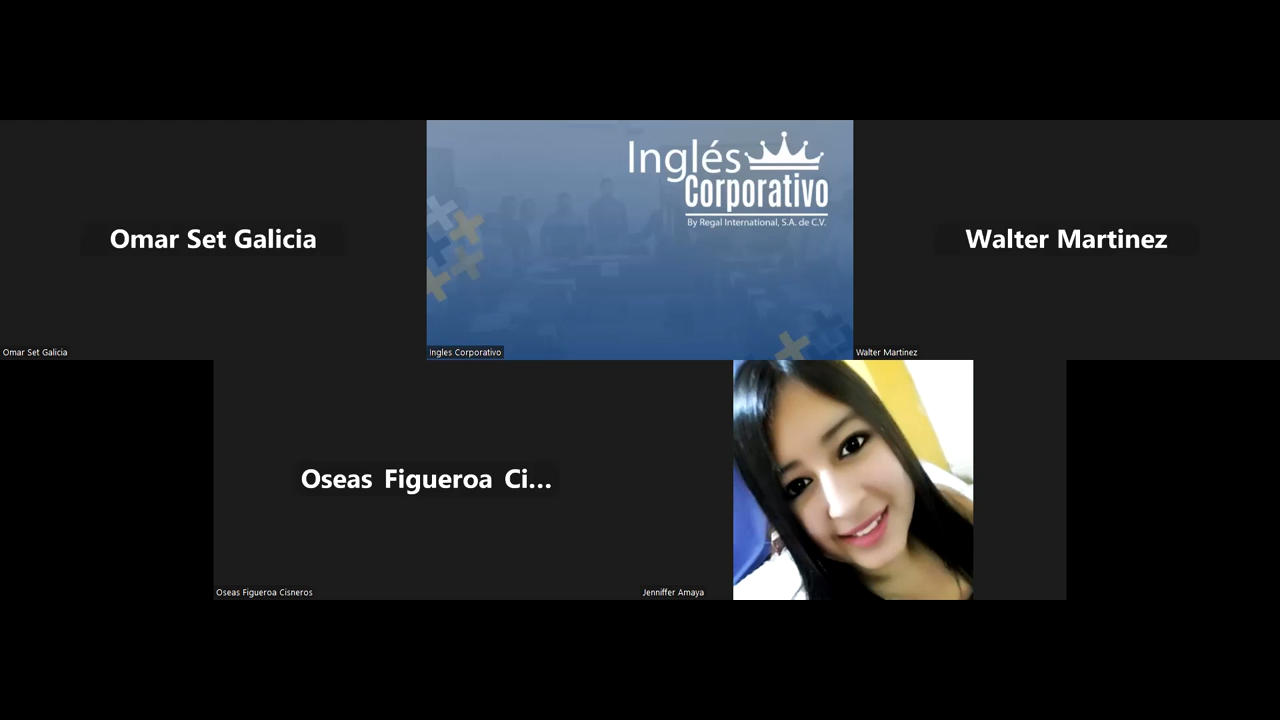 Omar Set Galicia
Omar Set Galicia
Inglés
Corporativo
By Regal International, S.A. de C.V.
Ingles Corporativo
Walter Martinez
Walter Martinez
Oseas Figueroa Ci...
Oseas Figueroa Cisneros
Jenniffer Amaya